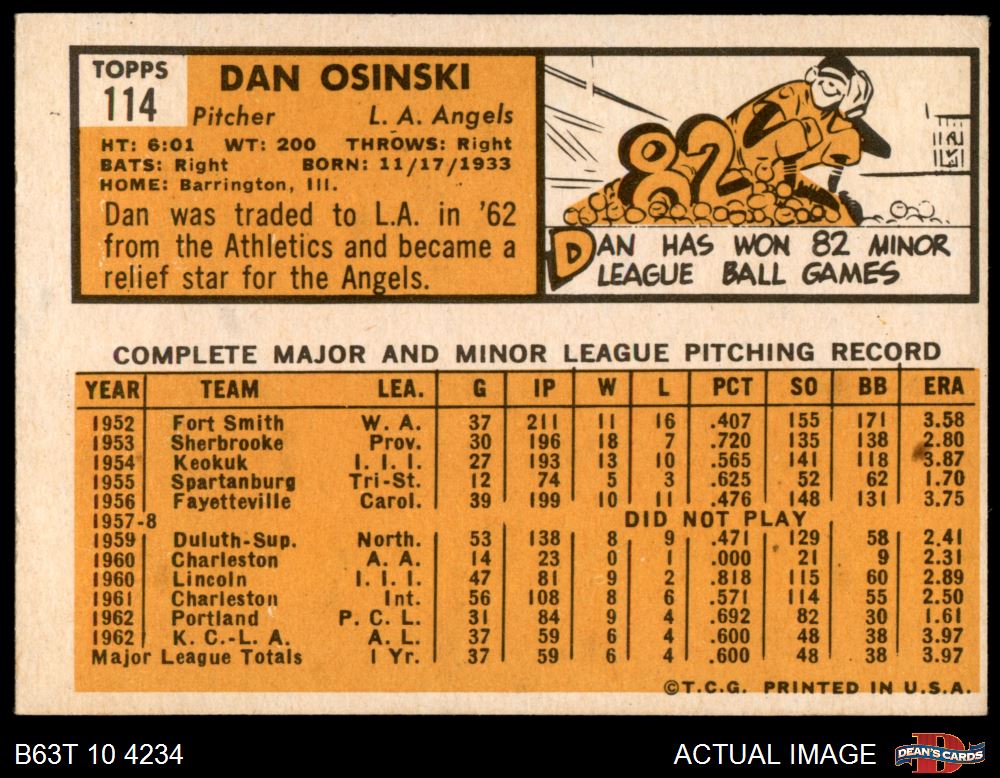 TOPPS
114
DAN OSINSKI
Pitcher L. A. Angels
HT: 6:01 WT: 200 THROWS: Right
BATS: Right BORN: 11/17/1933
HOME: Barrington, Ill.
Dan was traded to L.A. in '62
from the Athletics and became a
relief star for the Angels.
82
DAN HAS WON 82 MINOR
LEAGUE BALL GAMES
COMPLETE MAJOR AND MINOR LEAGUE PITCHING RECORD
YEAR TEAM LEA. G IP W L PCT SO BB ERA
1952 Fort Smith W. A. 37 211 11 16 .407 155 171 3.58
1953 Sherbrooke Prov. 30 196 18 7 .720 135 138 2.80
1954 Keokuk I. I. I. 27 193 13 10 .565 141 118 3.87
1955 Spartanburg Tri-St. 12 74 5 3 .625 52 62 1.70
1956 Fayetteville Carol. 39 199 10 11 .476 148 131 3.75
1957-8 DID NOT PLAY
1959 Duluth-Sup. North. 53 138 8 9 .471 129 58 2.41
1960 Charleston A. A. 14 23 0 1 .000 21 9 2.31
1960 Lincoln I. I. I. 47 81 9 2 .818 115 60 2.89
1961 Charleston Int. 56 108 8 6 .571 114 55 2.50
1962 Portland P. C. L. 31 84 9 4 .692 82 30 1.61
1962 K. C.-L. A. A. L. 37 59 6 4 .600 48 38 3.97
Major League Totals 1 Yr. 37 59 6 4 .600 48 38 3.97
©T.C.G. PRINTED IN U.S.A.
B63T 10 4234 ACTUAL IMAGE
DEAN'S CARDS